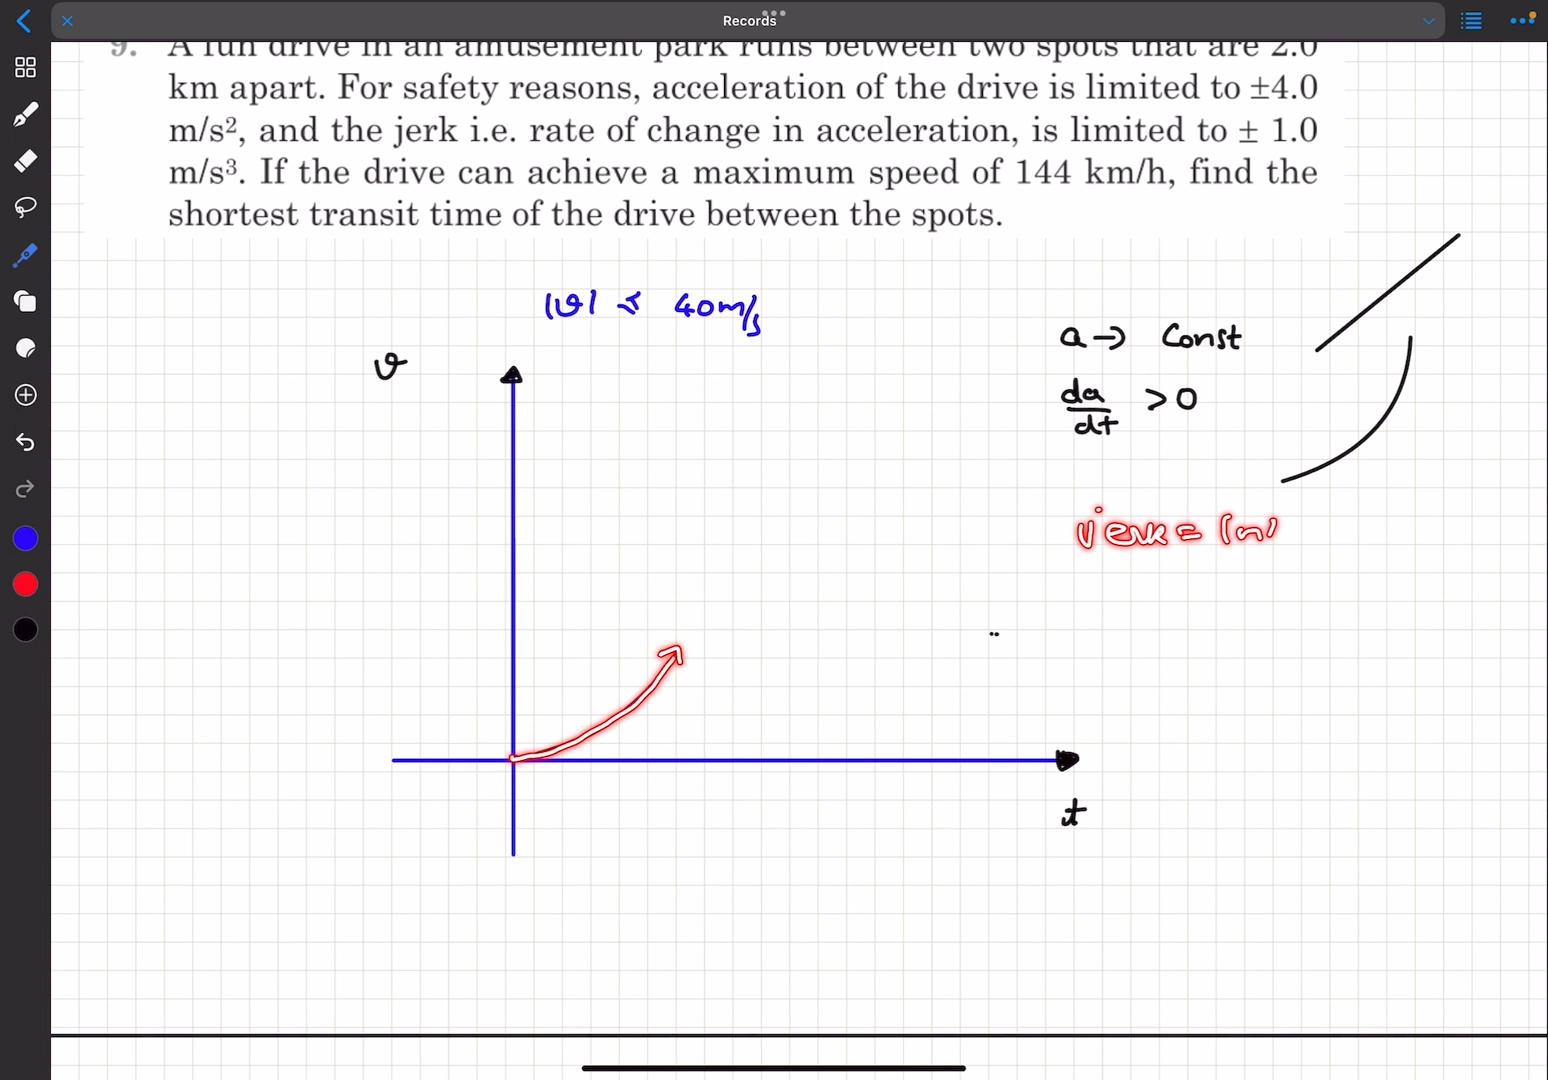 Records
9. A fun drive in an amusement park runs between two spots that are 2.0
km apart. For safety reasons, acceleration of the drive is limited to ±4.0
m/s², and the jerk i.e. rate of change in acceleration, is limited to ± 1.0
m/s³. If the drive can achieve a maximum speed of 144 km/h, find the
shortest transit time of the drive between the spots.
|v| ≤ 40m/s
v
a → Const
da/dt > 0
jerk =
t